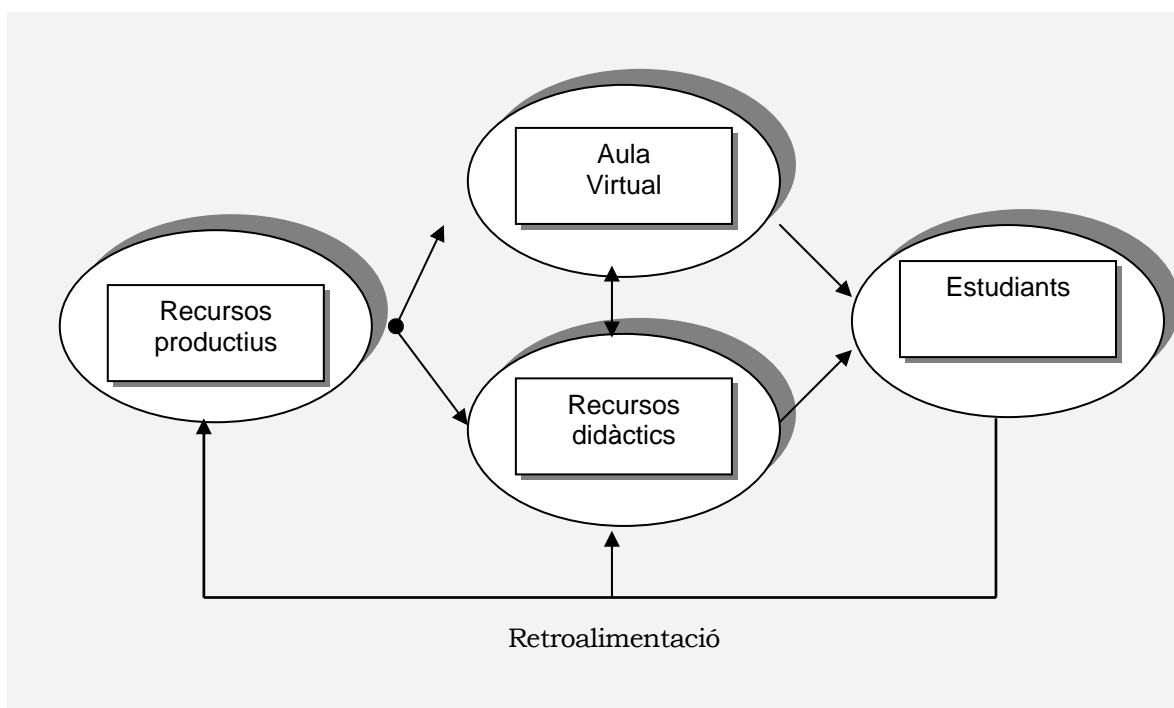 Aula
Virtual
Recursos
productius
Estudiants
Recursos
didàctics
Retroalimentació